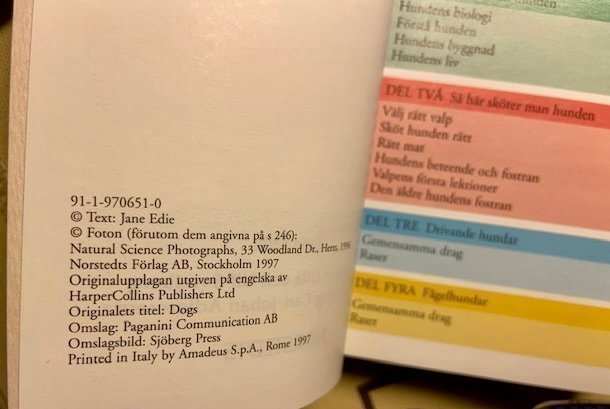 91-1-970651-0
© Text: Jane Edie
© Foton (förutom dem angivna på s 246):
Natural Science Photographs, 33 Woodland Dr., Hem, 1996
Norstedts Förlag AB, Stockholm 1997
Originalupplagan utgiven på engelska av
HarperCollins Publishers Ltd
Originalets titel: Dogs
Omslag: Paganini Communication AB
Omslagsbild: Sjöberg Press
Printed in Italy by Amadeus S.p.A., Rome 1997
hunden
Hundens biologi
Förstå hunden
Hundens byggnad
Hundens liv
DEL TVÅ Så här sköter man hunden
Välj rätt valp
Sköt hunden rätt
Rätt mat
Hundens beteende och fostran
Valpens första lektioner
Den äldre hundens fostran
DEL TRE Drivande hundar
Gemensamma drag
Raser
DEL FYRA Fågelhundar
Gemensamma drag
Raser